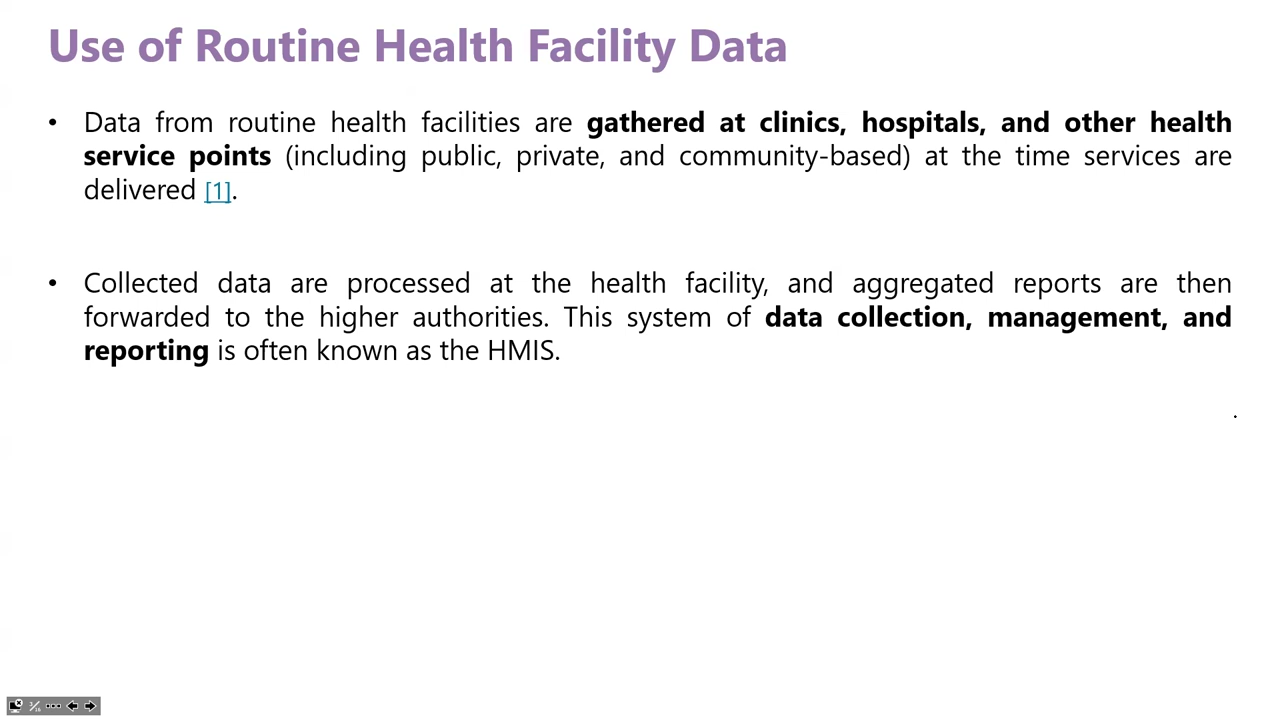 Use of Routine Health Facility Data
• Data from routine health facilities are gathered at clinics, hospitals, and other health
service points (including public, private, and community-based) at the time services are
delivered [1].
• Collected data are processed at the health facility, and aggregated reports are then
forwarded to the higher authorities. This system of data collection, management, and
reporting is often known as the HMIS.